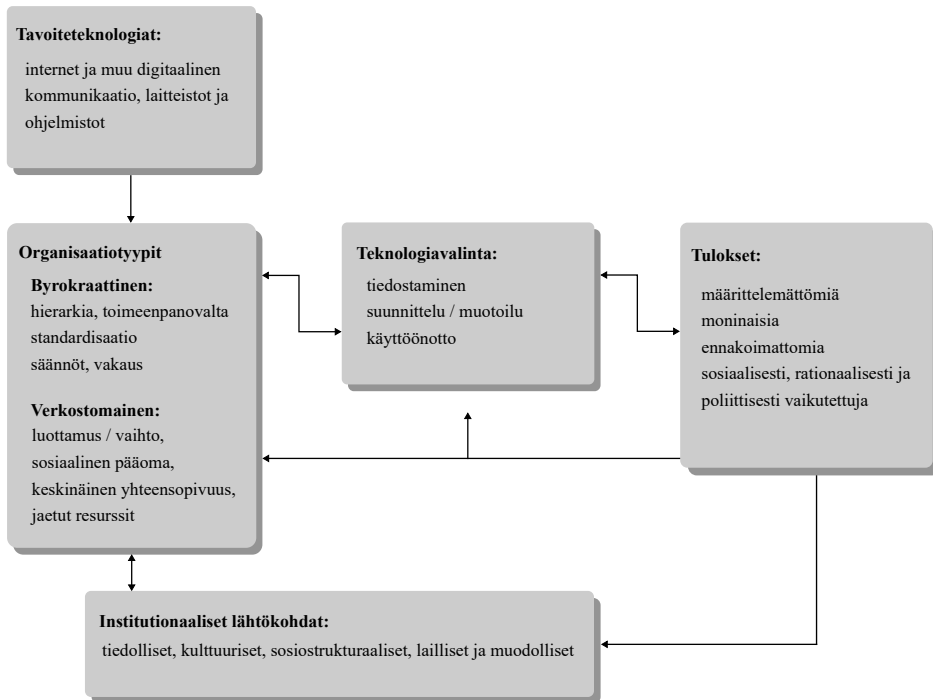 Tavoiteteknologiat:
internet ja muu digitaalinen
kommunikaatio, laitteistot ja
ohjelmistot
Organisaatiotyypit
Byrokraattinen:
hierarkia, toimeenpanovalta
standardisaatio
säännöt, vakaus
Verkostomainen:
luottamus / vaihto,
sosiaalinen pääoma,
keskinäinen yhteensopivuus,
jaetut resurssit
Teknologiavalinta:
tiedostaminen
suunnittelu / muotoilu
käyttöönotto
Tulokset:
määrittelemättömiä
moninaisia
ennakoimattomia
sosiaalisesti, rationaalisesti ja
poliittisesti vaikutettuja
Institutionaaliset lähtökohdat:
tiedolliset, kulttuuriset, sosiostrukturaaliset, lailliset ja muodolliset